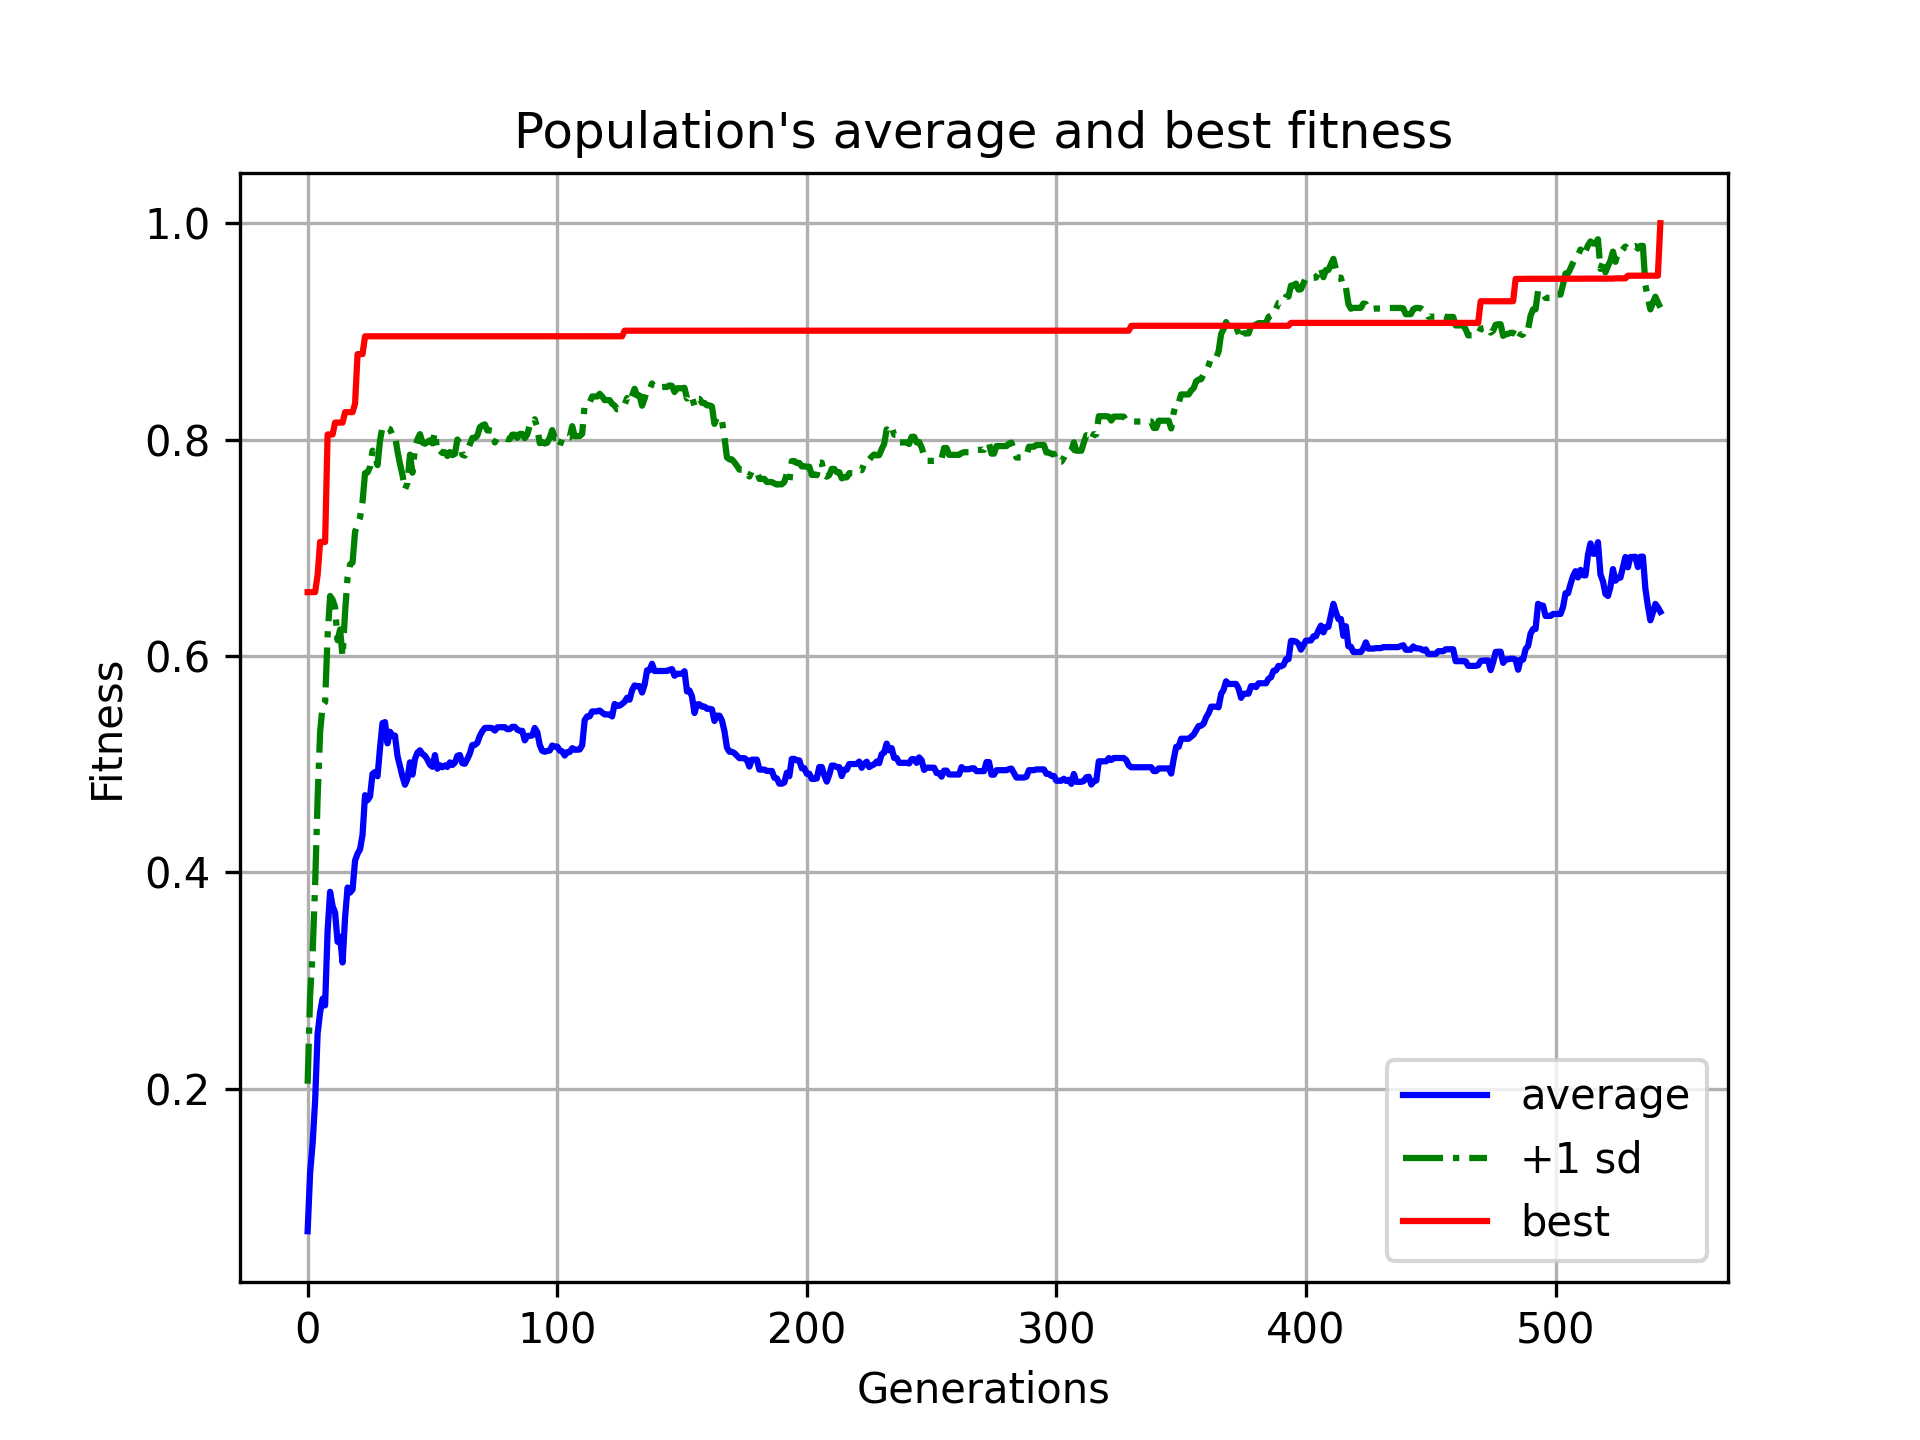 Population's average and best fitness
1.0
0.8
0.6
0.4
0.2
Fitness
0 100 200 300 400 500
Generations
average
+1 sd
best